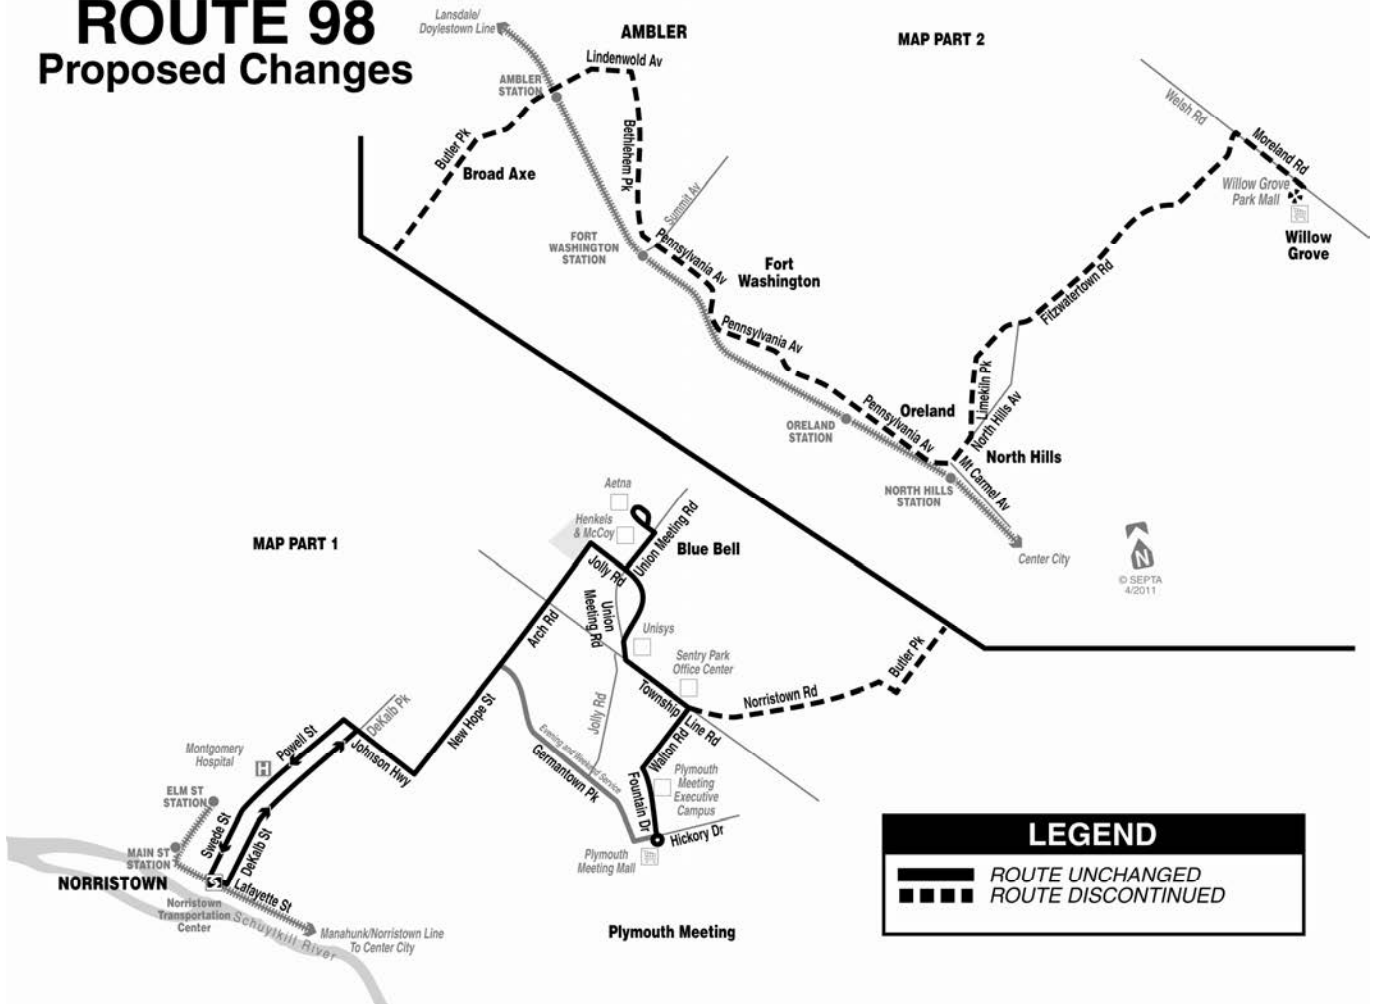 ROUTE 98
Proposed Changes
Lansdale/
Doylestown Line
AMBLER
MAP PART 2
Lindenwold Av
AMBLER
STATION
Welsh Rd
Butler Pk
Bethlehem Pk
Moreland Rd
Broad Axe
Summit Av
Willow Grove
Park Mall
FORT
WASHINGTON
STATION
Pennsylvania Av
Willow
Grove
Fort
Washington
Fitzwatertown Rd
Pennsylvania Av
Limekiln Pk
North Hills Av
Pennsylvania Av
Oreland
ORELAND
STATION
North Hills
Mt Carmel Av
NORTH HILLS
STATION
Center City
N
© SEPTA
4/2011
MAP PART 1
Aetna
Henkels
& McCoy
Union Meeting Rd
Blue Bell
Jolly Rd
Union
Meeting Rd
Arch Rd
Unisys
Sentry Park
Office Center
Butler Pk
Township
Line Rd
Norristown Rd
Jolly Rd
New Hope St
DeKalb Pk
Powell St
Johnson Hwy
Walton Rd
Evening and Weekend Service
Germantown Pk
Montgomery
Hospital
H
Fountain Dr
Plymouth
Meeting
Executive
Campus
ELM ST
STATION
Swede St
DeKalb St
Hickory Dr
MAIN ST
STATION
Plymouth
Meeting Mall
NORRISTOWN
S
Lafayette St
Norristown
Transportation
Center
Schuylkill River
Manahunk/Norristown Line
To Center City
Plymouth Meeting
LEGEND
ROUTE UNCHANGED
ROUTE DISCONTINUED